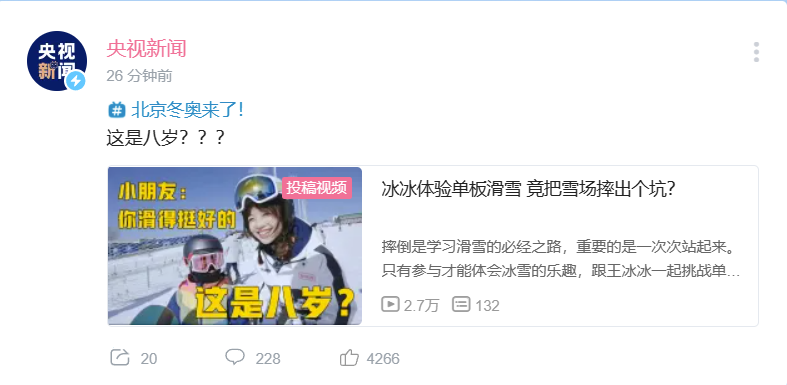 央视
新闻
央视新闻
26 分钟前
北京冬奥来了!
这是八岁？？？
小朋友：
你滑得挺好的
投稿视频
这是八岁?
冰冰体验单板滑雪 竟把雪场摔出个坑?
摔倒是学习滑雪的必经之路，重要的是一次次站起来。
只有参与才能体会冰雪的乐趣，跟王冰冰一起挑战单...
2.7万 132
20 228 4266